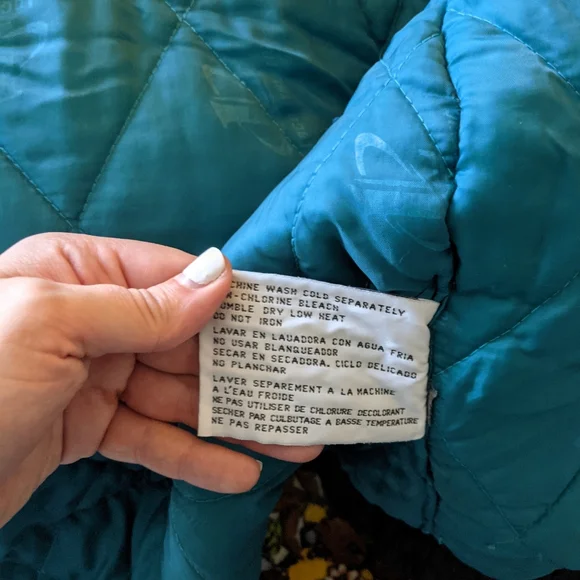 CHINE WASH COLD SEPARATELY
-CHLORINE BLEACH
UMBLE DRY LOW HEAT
DO NOT IRON
LAVAR EN LAUADORA CON AGUA FRIA
NO USAR BLANQUEADOR
SECAR EN SECADORA. CICLO DELICADO
NO PLANCHAR
LAVER SEPAREMENT A LA MACHINE
A L'EAU FROIDE
NE PAS UTILISER DE CHLORURE DECOLORANT
SECHER PAR CULBUTAGE A BASSE TEMPERATURE
NE PAS REPASSER